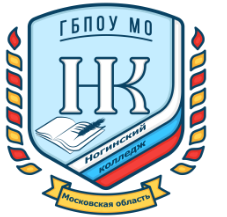 ГБПОУ МО
НК
Ногинский
колледж
Московская область